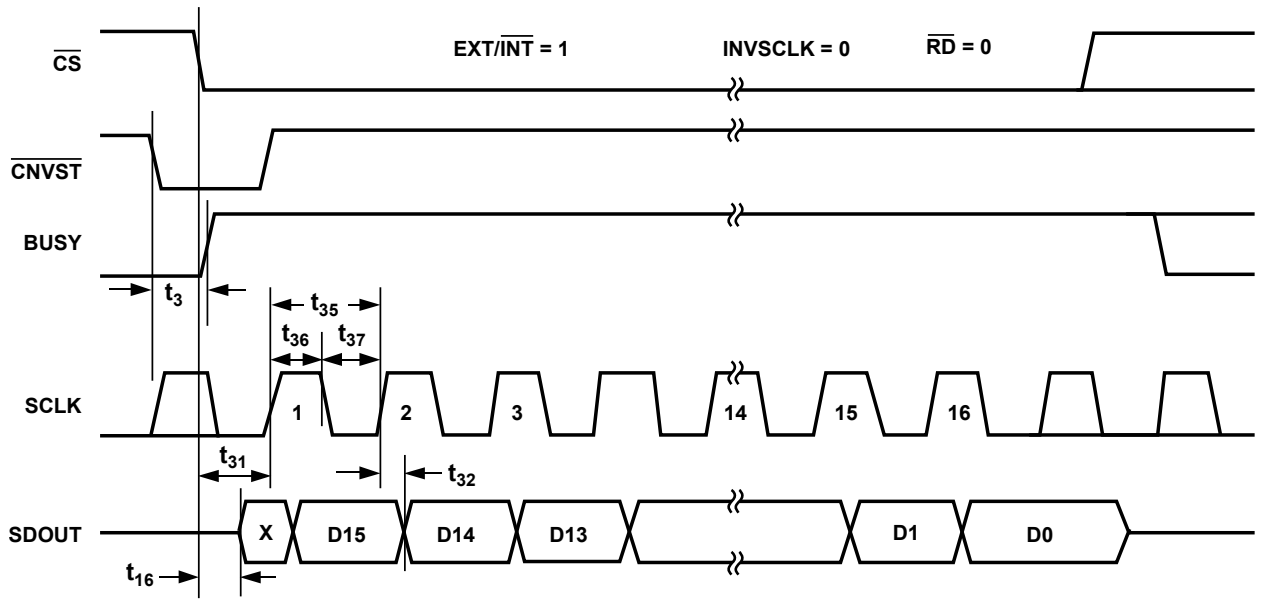 CS
EXT/INT = 1 INVSCLK = 0 RD = 0
CNVST
BUSY
t3
t35
t36 t37
SCLK
1 2 3 14 15 16
t31
t32
SDOUT
X D15 D14 D13 D1 D0
t16